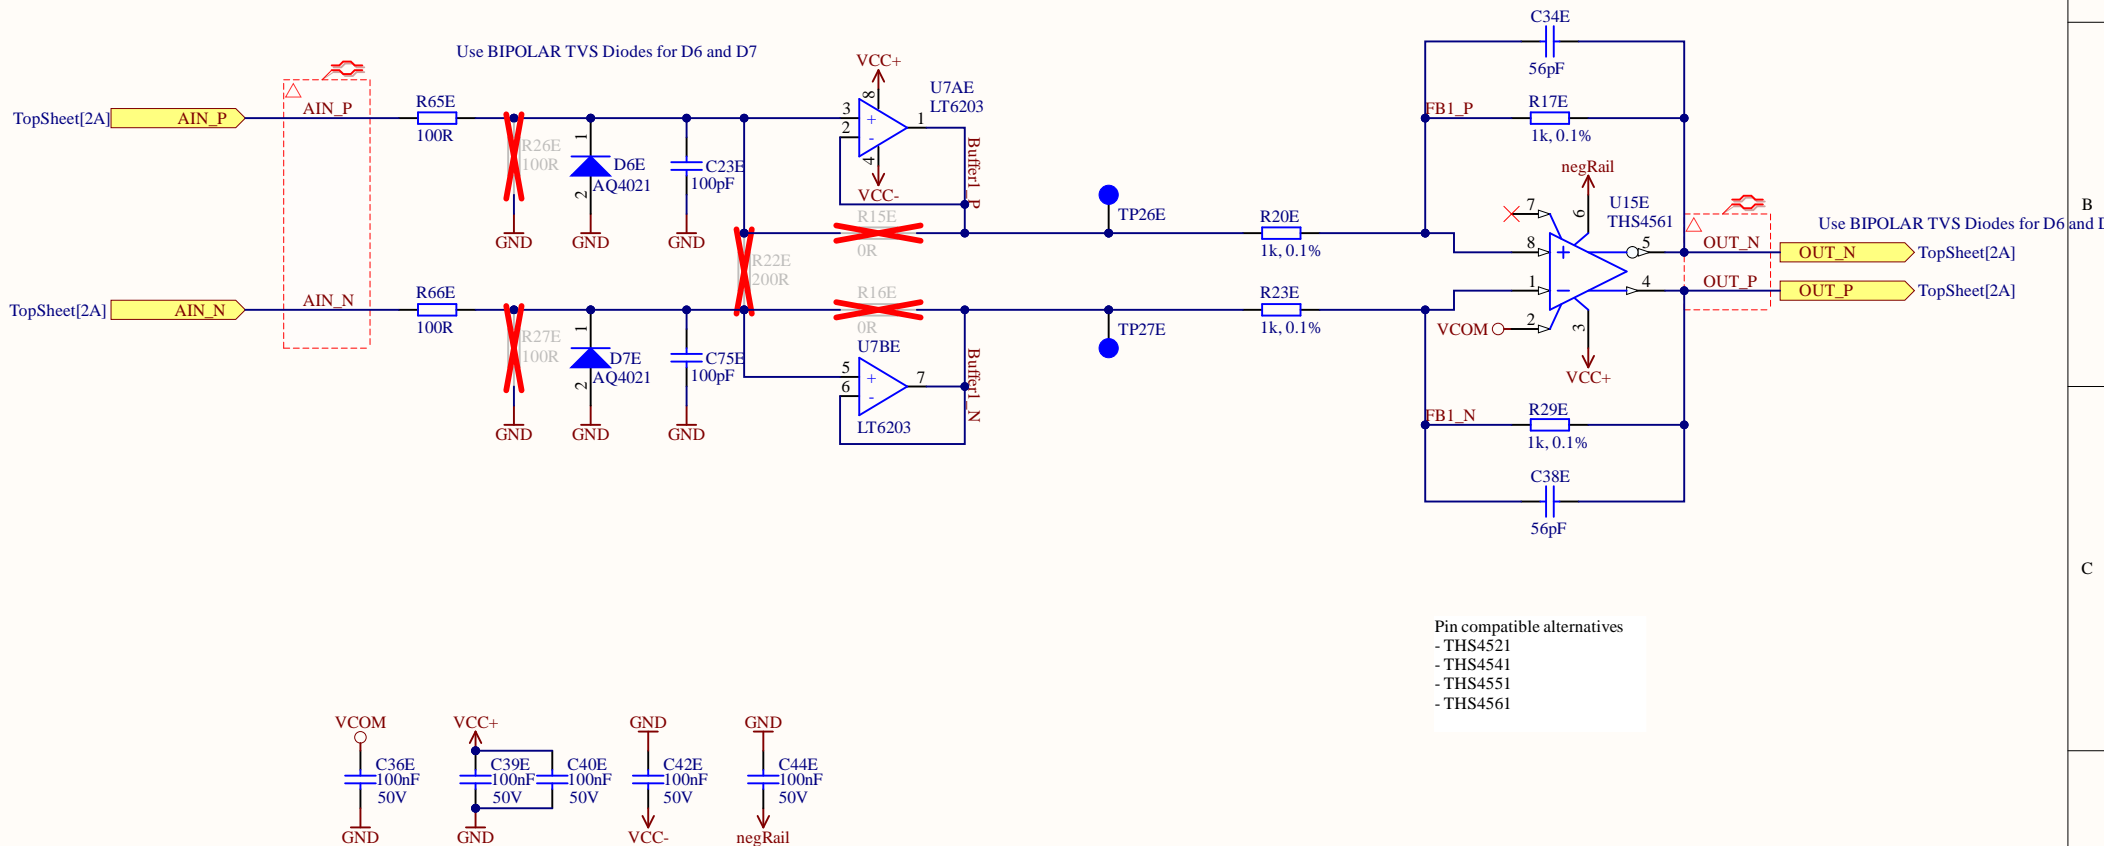 Use BIPOLAR TVS Diodes for D6 and D7
TopSheet[2A]
AIN_P
AIN_P
R65E
100R
R26E
100R
GND
1
2
D6E
AQ4021
GND
C23E
100pF
GND
VCC+
8
3
2
+
-
1
4
VCC-
U7AE
LT6203
Buffer1_P
R15E
0R
R22E
200R
TopSheet[2A]
AIN_N
AIN_N
R66E
100R
R27E
100R
GND
1
2
D7E
AQ4021
GND
C75E
100pF
GND
R16E
0R
U7BE
5
6
+
-
7
LT6203
Buffer1_N
TP26E
TP27E
R20E
1k, 0.1%
R23E
1k, 0.1%
C34E
56pF
FB1_P
R17E
1k, 0.1%
negRail
U15E
THS4561
7
6
8
5
1
4
2
3
VCOM
VCC+
FB1_N
R29E
1k, 0.1%
C38E
56pF
OUT_N
OUT_P
OUT_N
OUT_P
TopSheet[2A]
TopSheet[2A]
Use BIPOLAR TVS Diodes for D6 and D
B
C
Pin compatible alternatives
- THS4521
- THS4541
- THS4551
- THS4561
VCOM
C36E
100nF
50V
GND
VCC+
C39E
100nF
50V
GND
C40E
100nF
50V
GND
C42E
100nF
50V
VCC-
GND
C44E
100nF
50V
negRail